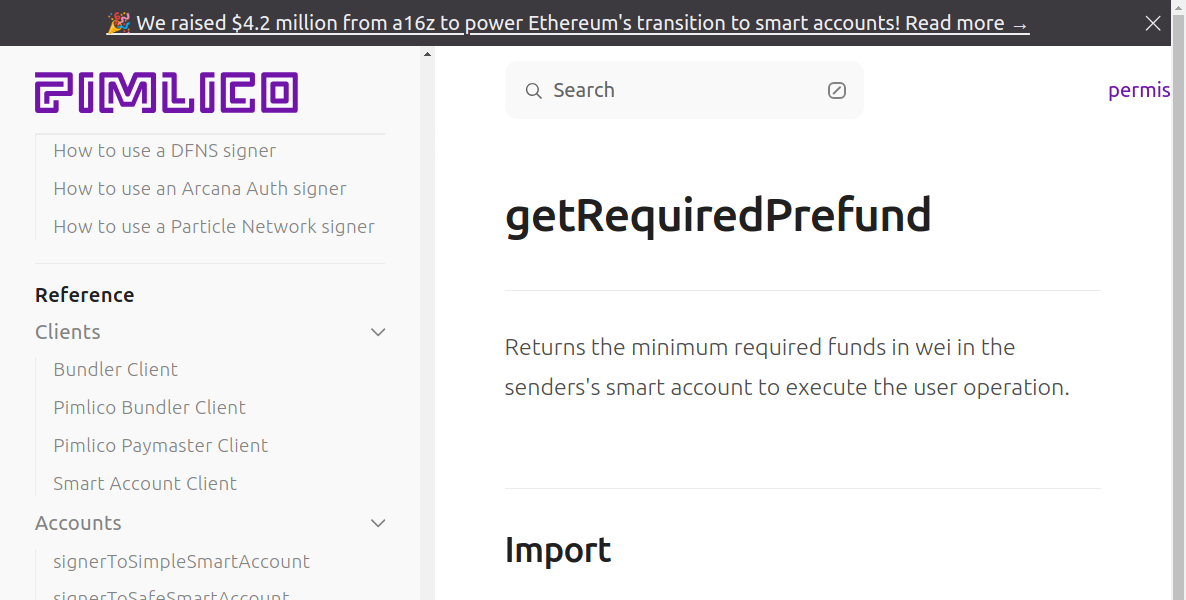 🎉 We raised $4.2 million from a16z to power Ethereum's transition to smart accounts! Read more →
PIMLICO
How to use a DFNS signer
How to use an Arcana Auth signer
How to use a Particle Network signer
Reference
Clients
Bundler Client
Pimlico Bundler Client
Pimlico Paymaster Client
Smart Account Client
Accounts
signerToSimpleSmartAccount
signerToSafeSmartAccount
Search
permis
getRequiredPrefund
Returns the minimum required funds in wei in the
senders's smart account to execute the user operation.
Import